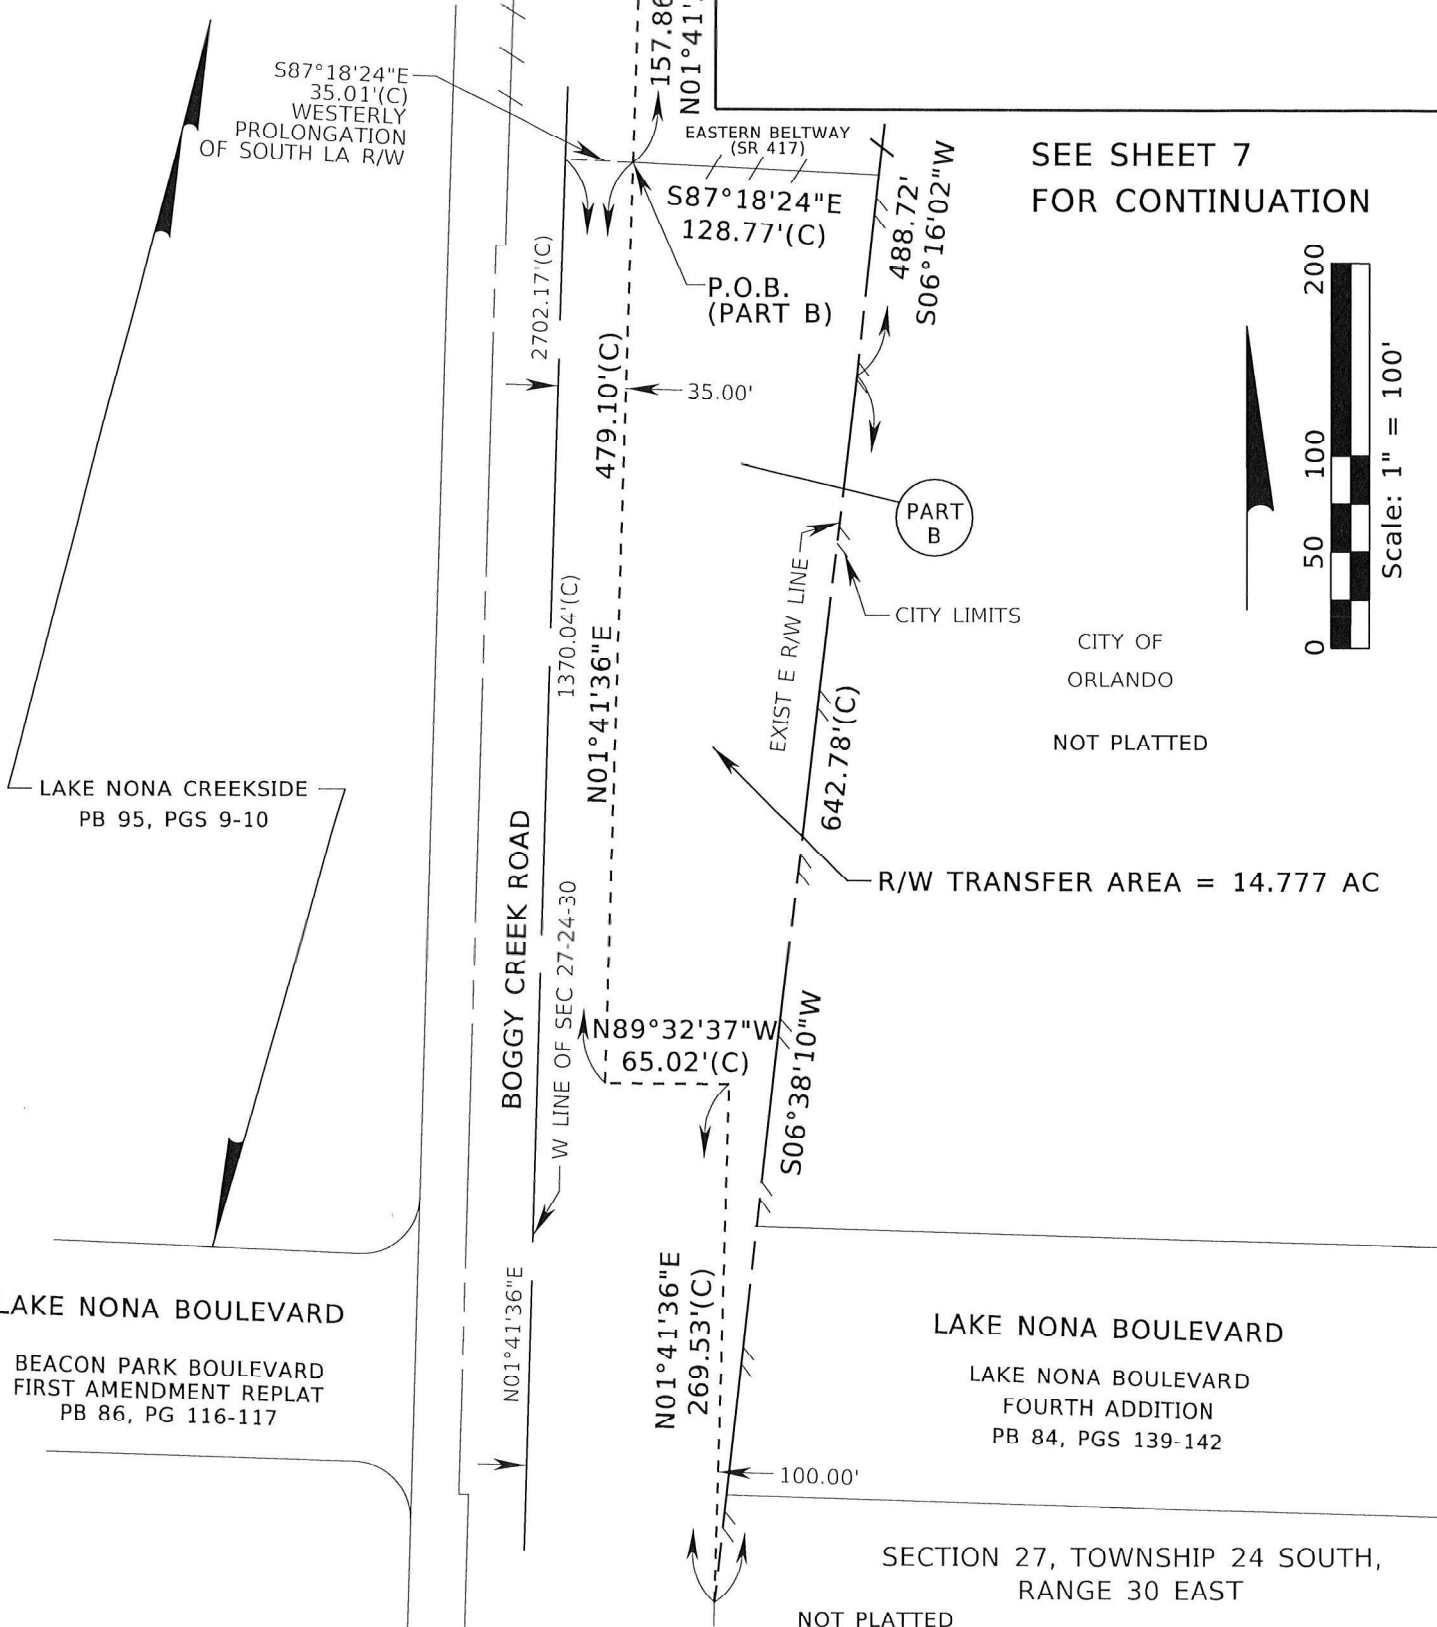 157.86
N01°41'
S87°18'24"E
35.01'(C)
WESTERLY
PROLONGATION
OF SOUTH LA R/W
EASTERN BELTWAY
(SR 417)
S87°18'24"E
128.77'(C)
488.72'
S06°16'02"W
SEE SHEET 7
FOR CONTINUATION
P.O.B.
(PART B)
2702.17'(C)
479.10'(C)
35.00'
0 50 100 200
Scale: 1" = 100'
PART
B
EXIST E R/W LINE
CITY LIMITS
CITY OF
ORLANDO
NOT PLATTED
1370.04'(C)
N01°41'36"E
642.78'(C)
LAKE NONA CREEKSIDE
PB 95, PGS 9-10
R/W TRANSFER AREA = 14.777 AC
BOGGY CREEK ROAD
W LINE OF SEC 27-24-30
N89°32'37"W
65.02'(C)
S06°38'10"W
N01°41'36"E
N01°41'36"E
269.53'(C)
LAKE NONA BOULEVARD
BEACON PARK BOULEVARD
FIRST AMENDMENT REPLAT
PB 86, PG 116-117
LAKE NONA BOULEVARD
LAKE NONA BOULEVARD
FOURTH ADDITION
PB 84, PGS 139-142
100.00'
SECTION 27, TOWNSHIP 24 SOUTH,
RANGE 30 EAST
NOT PLATTED